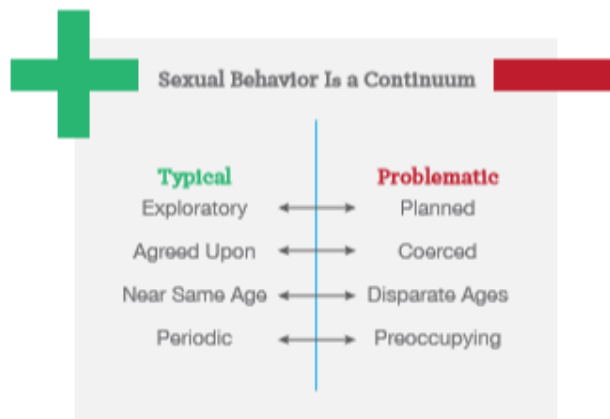 Sexual Behavior Is a Continuum
Typical Problematic
Exploratory Planned
Agreed Upon Coerced
Near Same Age Disparate Ages
Periodic Preoccupying